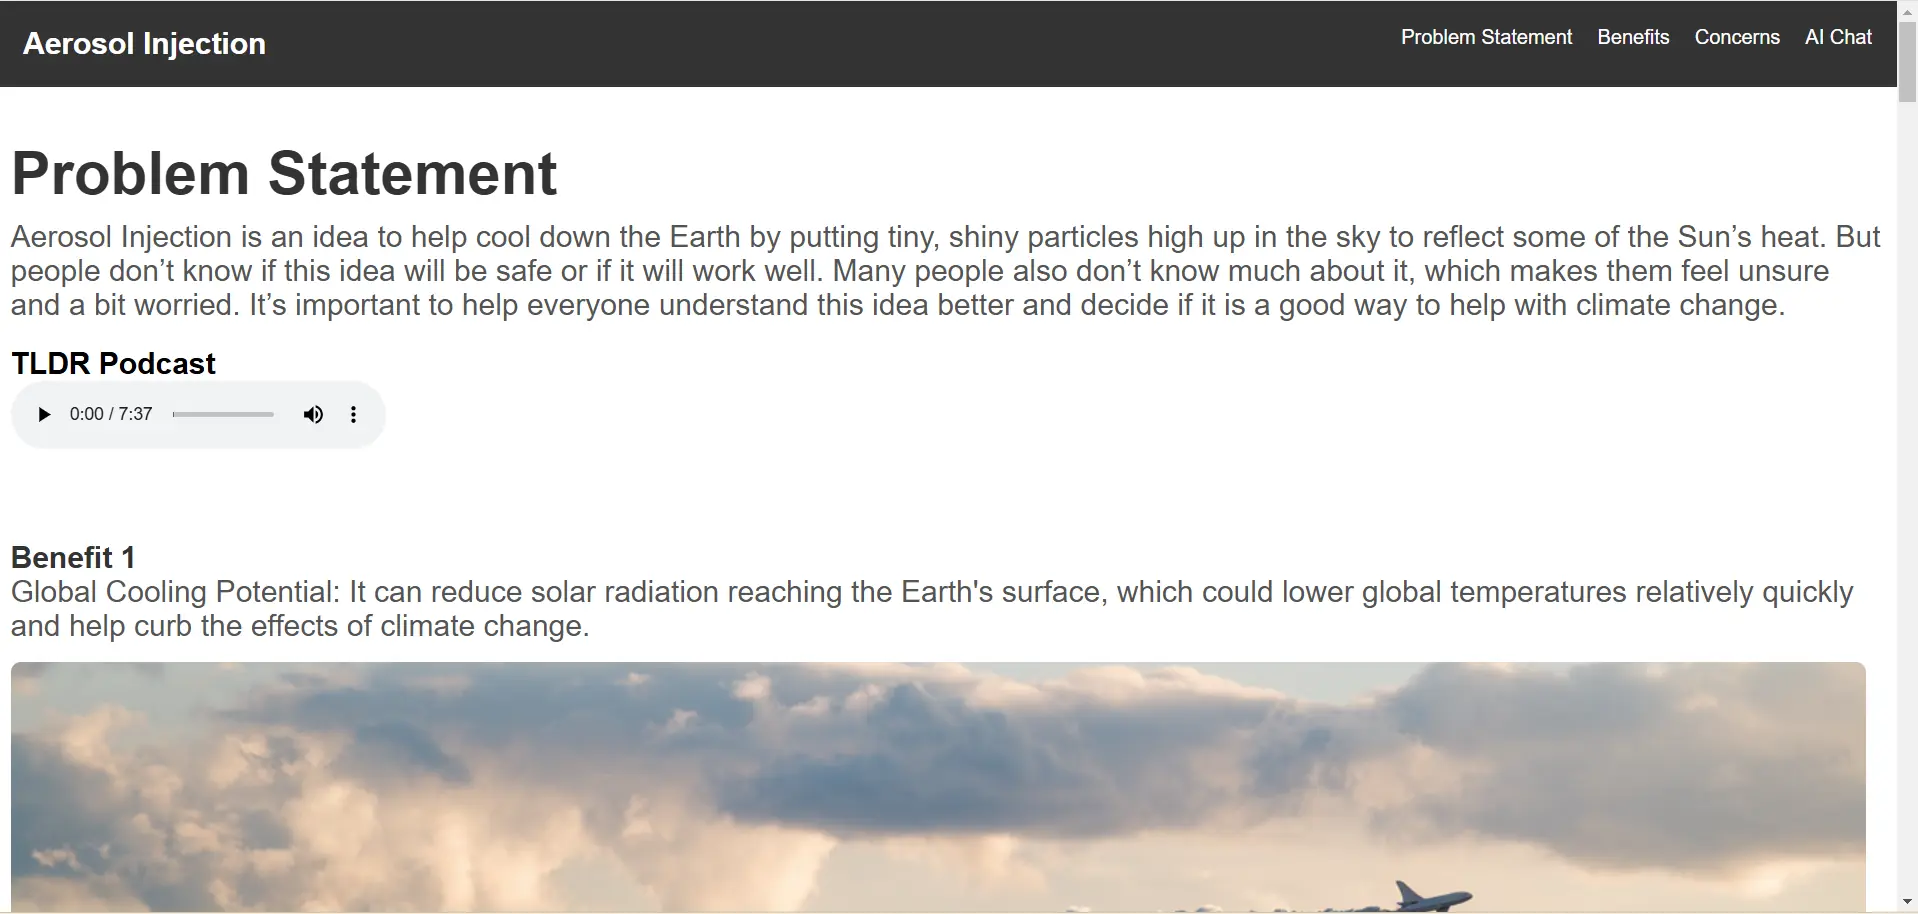 Aerosol Injection
Problem Statement Benefits Concerns AI Chat
Problem Statement
Aerosol Injection is an idea to help cool down the Earth by putting tiny, shiny particles high up in the sky to reflect some of the Sun’s heat. But
people don’t know if this idea will be safe or if it will work well. Many people also don’t know much about it, which makes them feel unsure
and a bit worried. It’s important to help everyone understand this idea better and decide if it is a good way to help with climate change.
TLDR Podcast
0:00 / 7:37
Benefit 1
Global Cooling Potential: It can reduce solar radiation reaching the Earth's surface, which could lower global temperatures relatively quickly
and help curb the effects of climate change.